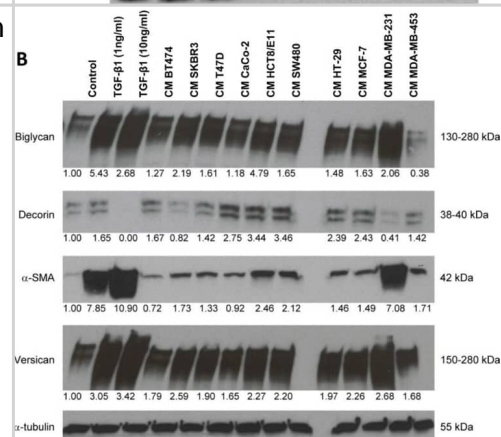 n
B
Control
TGF-β1 (1ng/ml)
TGF-β1 (10ng/ml)
CM BT474
CM SKBR3
CM T47D
CM CaCo-2
CM HCT8/E11
CM SW480
CM HT-29
CM MCF-7
CM MDA-MB-231
CM MDA-MB-453
Biglycan 130-280 kDa
1.00 5.43 2.68 1.27 2.19 1.61 1.18 4.79 1.65 1.48 1.63 2.06 0.38
Decorin 38-40 kDa
1.00 1.65 0.00 1.67 0.82 1.42 2.75 3.44 3.46 2.39 2.43 0.41 1.42
α-SMA 42 kDa
1.00 7.85 10.90 0.72 1.73 1.33 0.92 2.46 2.12 1.46 1.49 7.08 1.71
Versican 150-280 kDa
1.00 3.05 3.42 1.79 2.59 1.90 1.65 2.27 2.20 1.97 2.26 2.68 1.68
α-tubulin 55 kDa